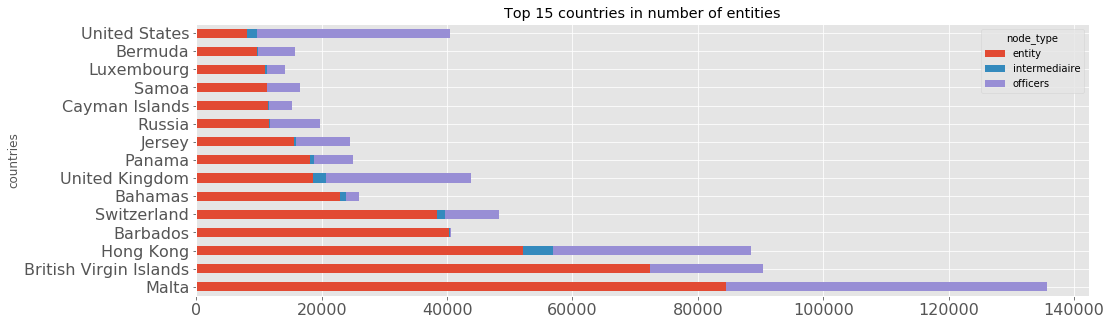 Top 15 countries in number of entities
node_type
entity
intermediaire
officers
countries
United States
Bermuda
Luxembourg
Samoa
Cayman Islands
Russia
Jersey
Panama
United Kingdom
Bahamas
Switzerland
Barbados
Hong Kong
British Virgin Islands
Malta
0 20000 40000 60000 80000 100000 120000 140000